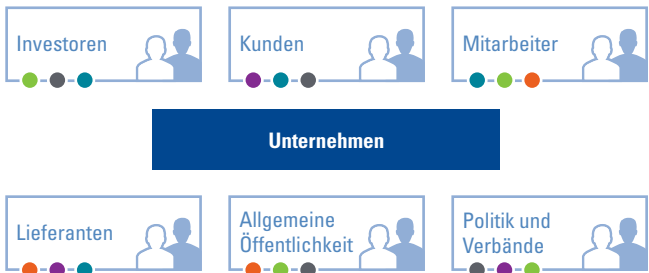 Investoren
Kunden
Mitarbeiter
Unternehmen
Lieferanten
Allgemeine
Öffentlichkeit
Politik und
Verbände